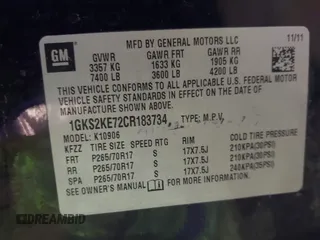 GM
MFD BY GENERAL MOTORS LLC 11/11
GVWR GAWR FRT GAWR RR
3357 KG 1633 KG 1905 KG
7400 LB 3600 LB 4200 LB
THIS VEHICLE CONFORMS TO ALL APPLICABLE U.S. FEDERAL MOTOR
VEHICLE SAFETY STANDARDS IN EFFECT ON THE DATE OF
MANUFACTURE SHOWN ABOVE.
1GKS2KE72CR183734 TYPE: M.P.V.
MODEL: K10906
KFZZ TIRE SIZE SPEED RTG RIM COLD TIRE PRESSURE
FRT P265/70R17 S 17X7.5J 210KPA(30PSI)
RR P265/70R17 S 17X7.5J 210KPA(30PSI)
SPA P265/70R17 S 17X7.5J 240KPA(35PSI)
SEE OWNER'S MANUAL FOR ADDITIONAL INFORMATION.
DREAMBID